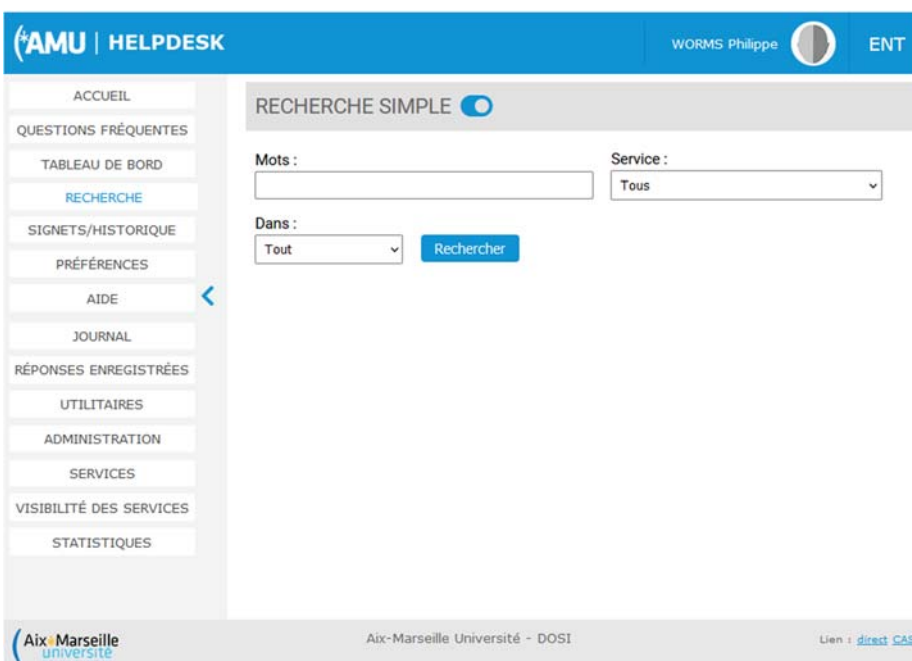 (*AMU | HELPDESK
WORMS Philippe
ENT
ACCUEIL
QUESTIONS FRÉQUENTES
TABLEAU DE BORD
RECHERCHE
SIGNETS/HISTORIQUE
PRÉFÉRENCES
AIDE
JOURNAL
RÉPONSES ENREGISTRÉES
UTILITAIRES
ADMINISTRATION
SERVICES
VISIBILITÉ DES SERVICES
STATISTIQUES
RECHERCHE SIMPLE
Mots :
Service :
Tous
Dans :
Tout
Rechercher
Aix Marseille
université
Aix-Marseille Université - DOSI
Lien : direct CAS